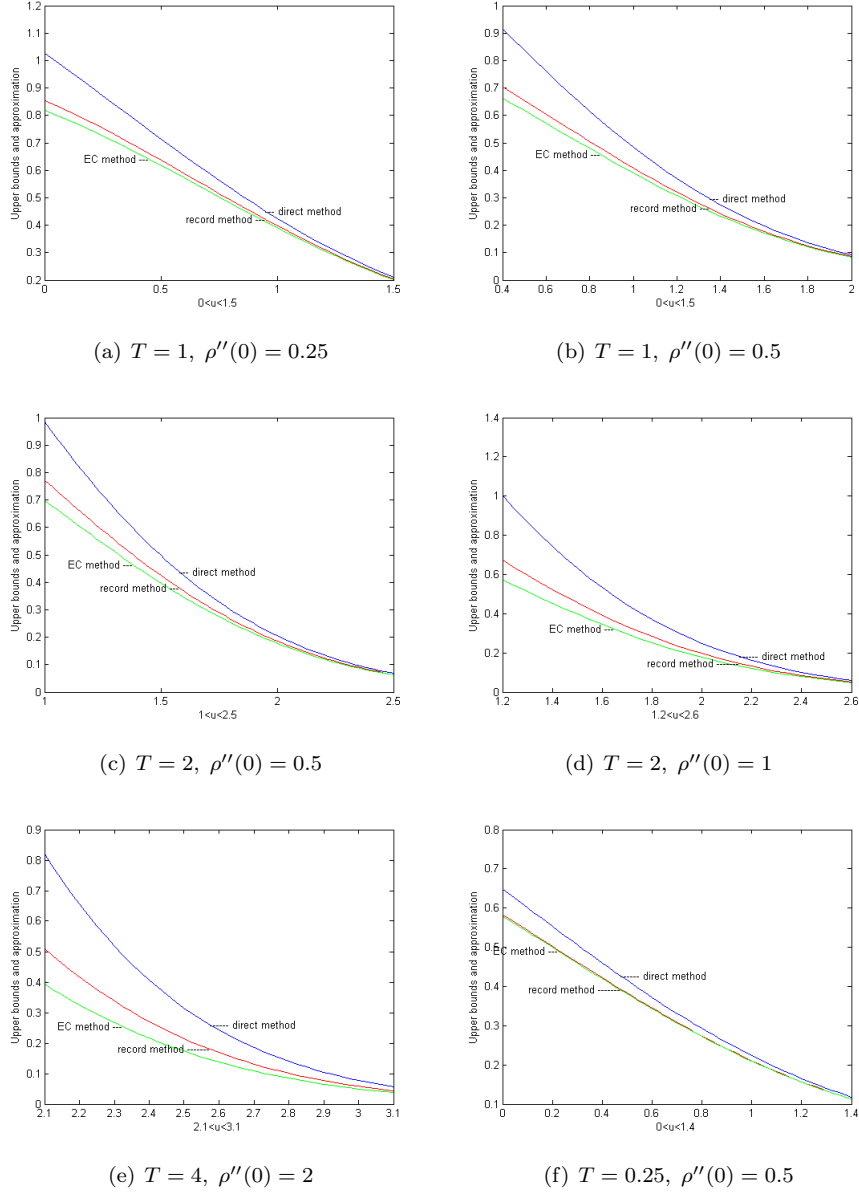 1.2
1.1
1
0.9
0.8
0.7
0.6
0.5
0.4
0.3
0.2
Upper bounds and approximation
EC method
direct method
record method
0 0.5 1 1.5
0<u<1.5
(a) T = 1, ρ′′(0) = 0.25
1
0.9
0.8
0.7
0.6
0.5
0.4
0.3
0.2
0.1
0
Upper bounds and approximation
EC method
direct method
record method
0.4 0.6 0.8 1 1.2 1.4 1.6 1.8 2
0<u<1.5
(b) T = 1, ρ′′(0) = 0.5
1
0.9
0.8
0.7
0.6
0.5
0.4
0.3
0.2
0.1
0
Upper bounds and approximation
EC method
direct method
record method
1 1.5 2 2.5
1<u<2.5
(c) T = 2, ρ′′(0) = 0.5
1.4
1.2
1
0.8
0.6
0.4
0.2
0
Upper bounds and approximation
EC method
direct method
record method
1.2 1.4 1.6 1.8 2 2.2 2.4 2.6
1.2<u<2.6
(d) T = 2, ρ′′(0) = 1
0.9
0.8
0.7
0.6
0.5
0.4
0.3
0.2
0.1
0
Upper bounds and approximation
EC method
direct method
record method
2.1 2.2 2.3 2.4 2.5 2.6 2.7 2.8 2.9 3 3.1
2.1<u<3.1
(e) T = 4, ρ′′(0) = 2
0.8
0.7
0.6
0.5
0.4
0.3
0.2
0.1
Upper bounds and approximation
EC method
direct method
record method
0 0.2 0.4 0.6 0.8 1 1.2 1.4
0<u<1.4
(f) T = 0.25, ρ′′(0) = 0.5